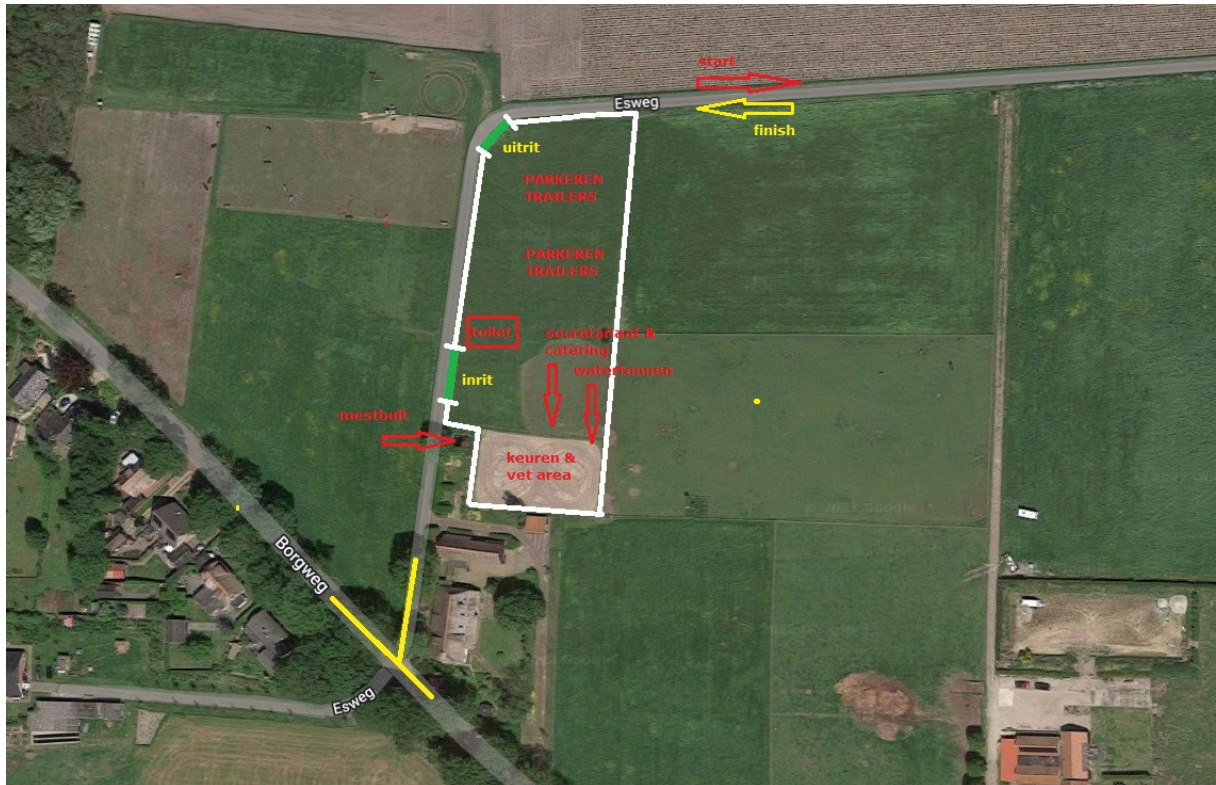 start
Esweg
finish
uitrit
PARKEREN
TRAILERS
PARKEREN
TRAILERS
toilet
secretariaat &
catering
watertonnen
inrit
mestbult
keuren &
vet area
Borgweg
Esweg